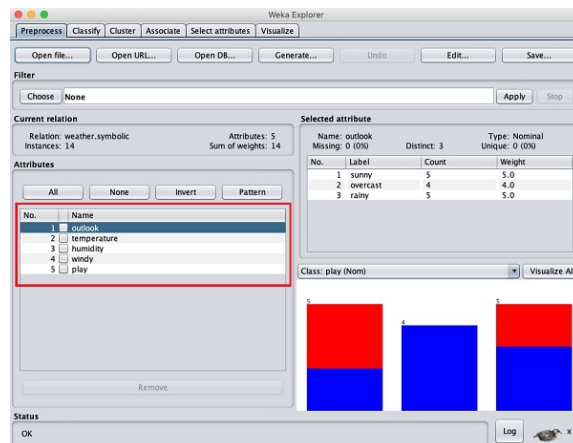 Weka Explorer
Preprocess Classify Cluster Associate Select attributes Visualize
Open file... Open URL... Open DB... Generate... Undo Edit... Save...
Filter
Choose None Apply Stop
Current relation
Relation: weather.symbolic Attributes: 5
Instances: 14 Sum of weights: 14
Attributes
All None Invert Pattern
No. Name
1 outlook
2 temperature
3 humidity
4 windy
5 play
Remove
Selected attribute
Name: outlook Type: Nominal
Missing: 0 (0%) Distinct: 3 Unique: 0 (0%)
No. Label Count Weight
1 sunny 5 5.0
2 overcast 4 4.0
3 rainy 5 5.0
Class: play (Nom) Visualize Al
5 4 5
Status
OK Log x